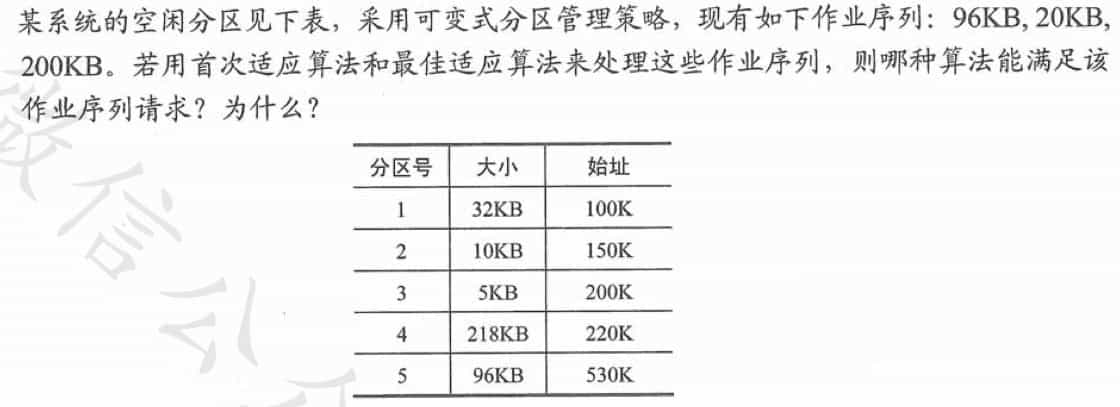 某系统的空闲分区见下表，采用可变式分区管理策略，现有如下作业序列：96KB, 20KB,
200KB。若用首次适应算法和最佳适应算法来处理这些作业序列，则哪种算法能满足该
作业序列请求？为什么？
分区号 大小 始址
1 32KB 100K
2 10KB 150K
3 5KB 200K
4 218KB 220K
5 96KB 530K
微信公